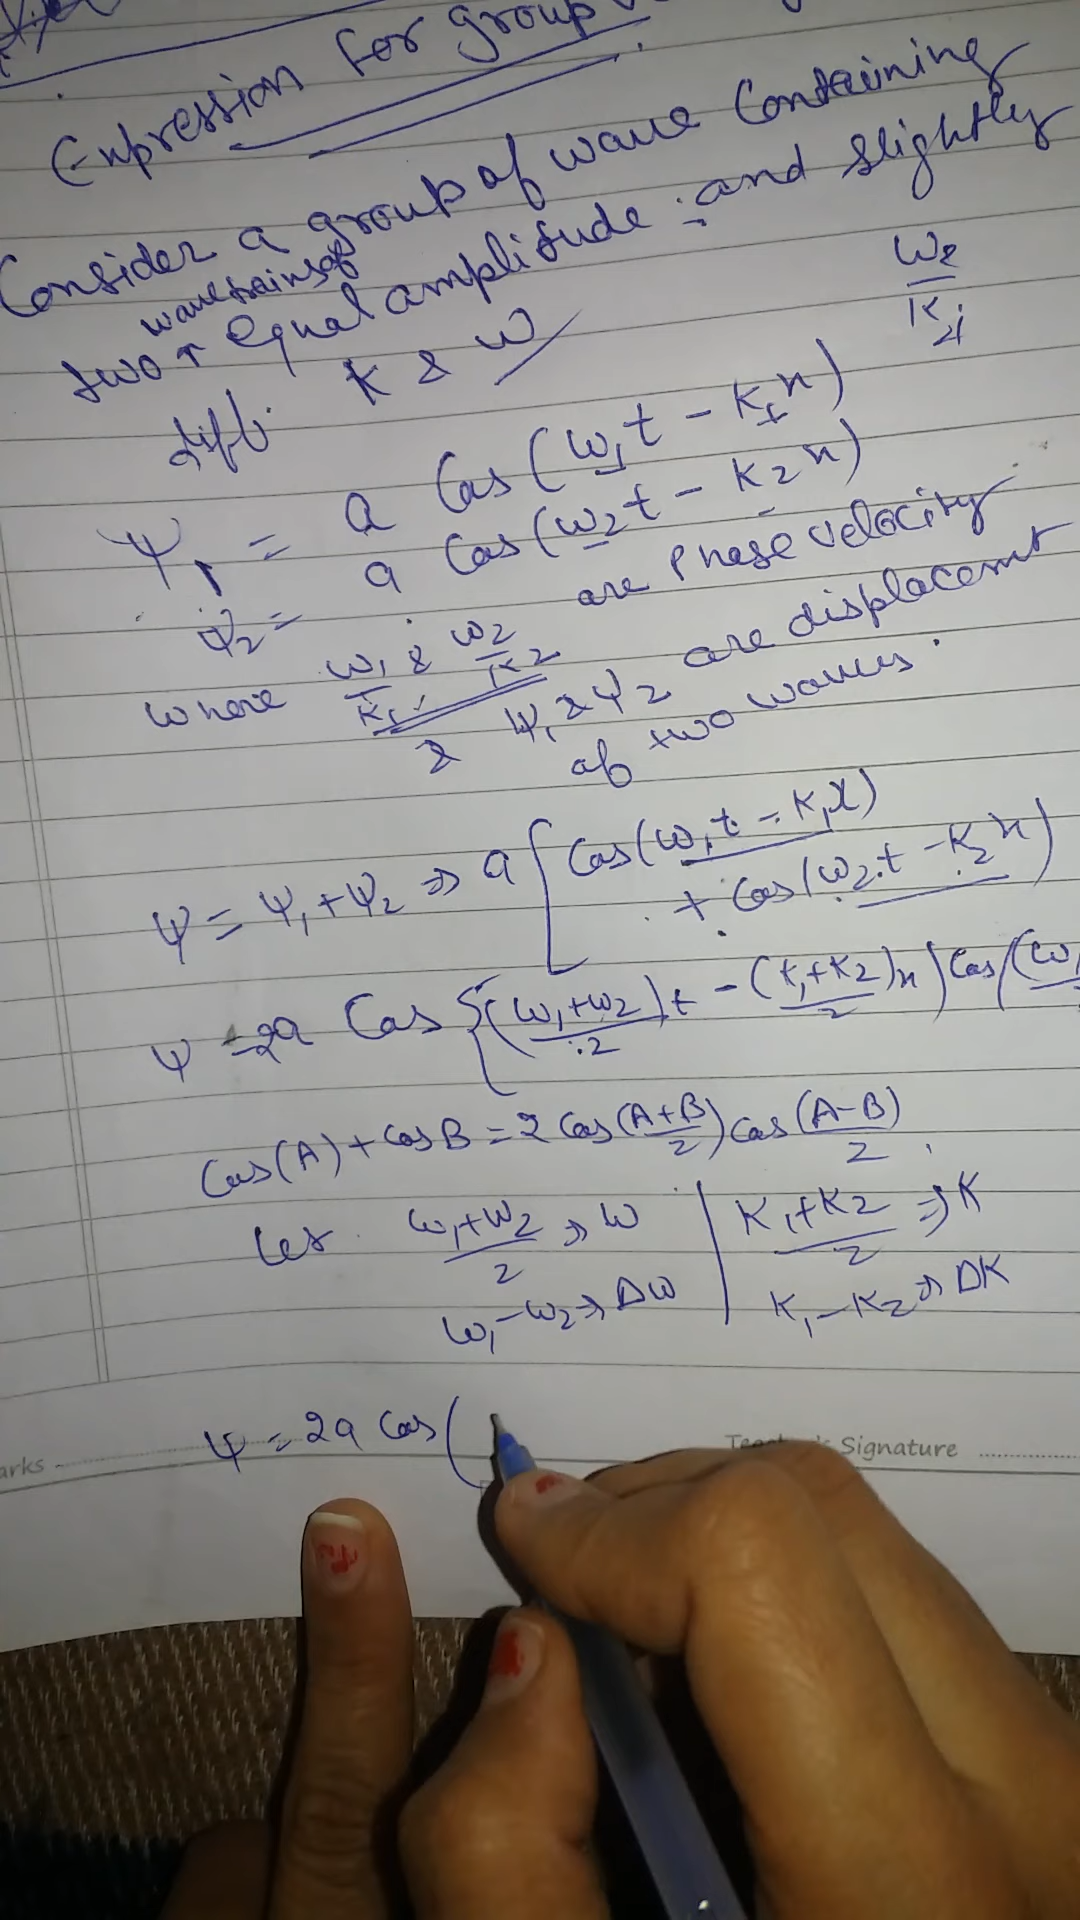 Expression for group
Consider a group of wave containing
two wavetrains of equal amplitude and slightly
diff. K & ω
ω2/K2
Ψ1 = a Cos(ω1t - K1x)
Ψ2 = a Cos(ω2t - K2x)
where ω1/K1 & ω2/K2 are Phase velocity
& Ψ1 & Ψ2 are displacemt
of two waves.
Ψ = Ψ1+Ψ2 ⇒ a [Cos(ω1t - K1x)
+ Cos(ω2t - K2x)
Ψ = 2a Cos {(ω1+ω2)/2 t - (K1+K2)/2 x) Cos((ω1
Cos(A)+CosB = 2 Cos(A+B)/2) Cos(A-B)/2
Let ω1+ω2/2 ⇒ ω | K1+K2/2 ⇒ K
ω1-ω2 ⇒ Δω | K1-K2 ⇒ ΔK
Ψ = 2a Cos(
arks
Signature